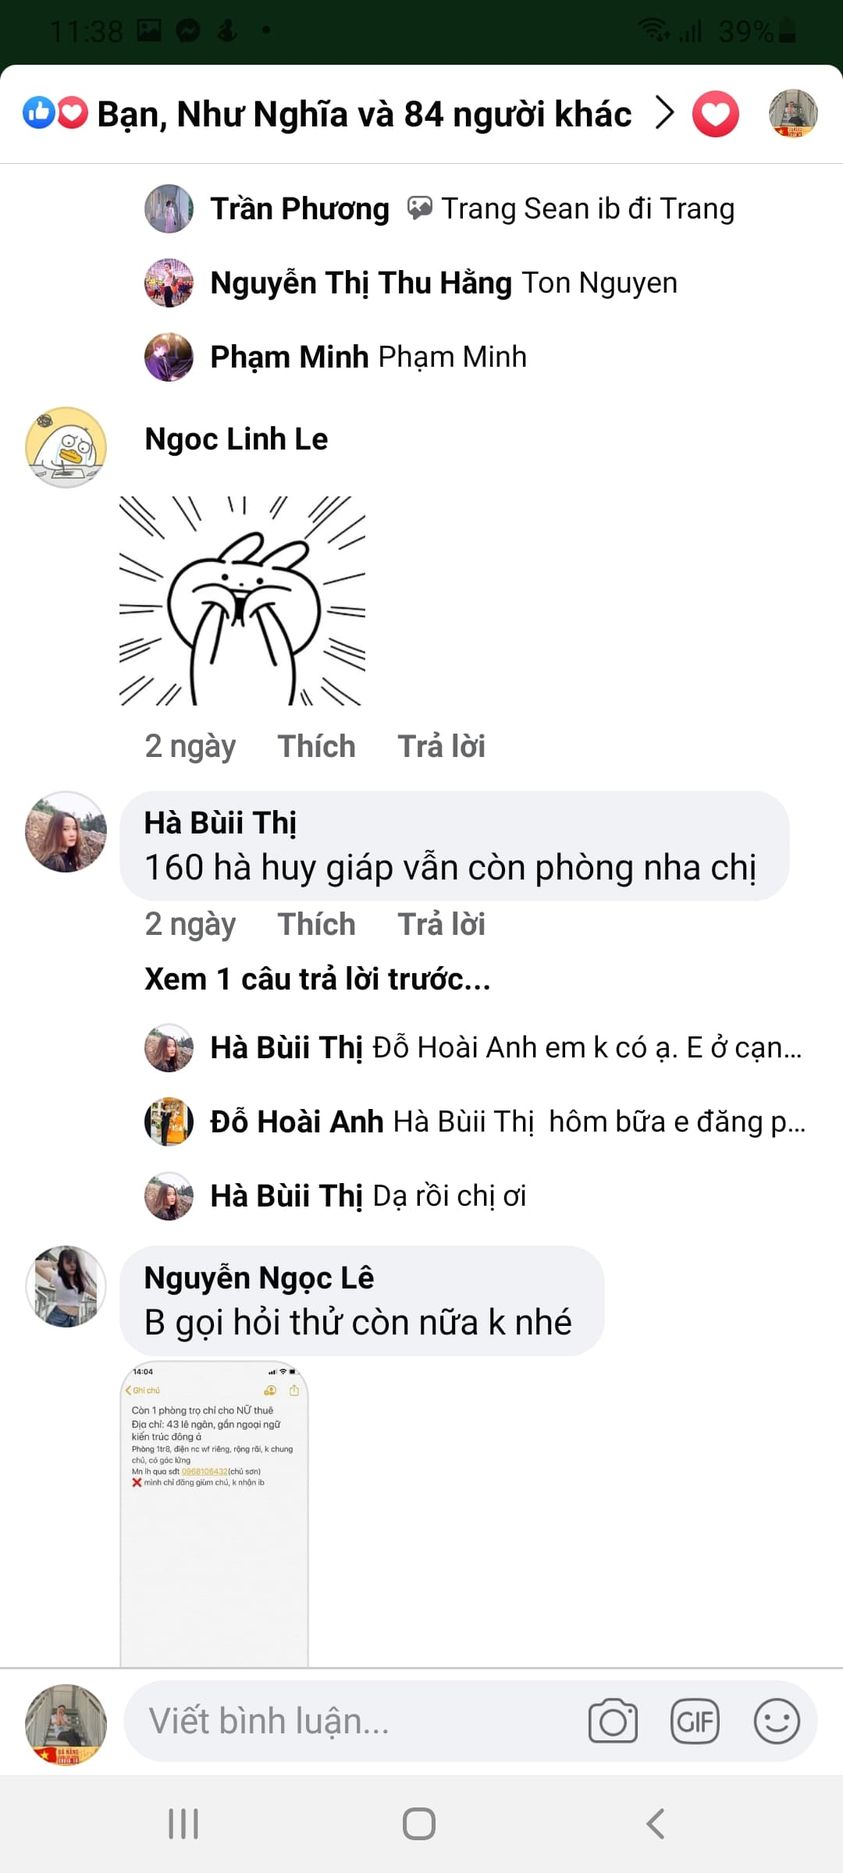 11:38 39%
Bạn, Như Nghĩa và 84 người khác
Trần Phương Trang Sean ib đi Trang
Nguyễn Thị Thu Hằng Ton Nguyen
Phạm Minh Phạm Minh
Ngoc Linh Le
2 ngày Thích Trả lời
Hà Bùii Thị
160 hà huy giáp vẫn còn phòng nha chị
2 ngày Thích Trả lời
Xem 1 câu trả lời trước...
Hà Bùii Thị Đỗ Hoài Anh em k có ạ. E ở cạn...
Đỗ Hoài Anh Hà Bùii Thị hôm bữa e đăng p...
Hà Bùii Thị Dạ rồi chị ơi
Nguyễn Ngọc Lê
B gọi hỏi thử còn nữa k nhé
14:04
Ghi chú
Còn 1 phòng trọ chỉ cho NỮ thuê
Địa chỉ: 43 lê ngân, gần ngoại ngữ
kiến trúc đông á
Phòng 1tr8, điện nc wf riêng, rộng rãi, k chung
chủ, có gác lửng
Mn lh qua sđt 0968106432(chú sơn)
❌ mình chỉ đăng giùm chú, k nhận ib
Viết bình luận...
GIF